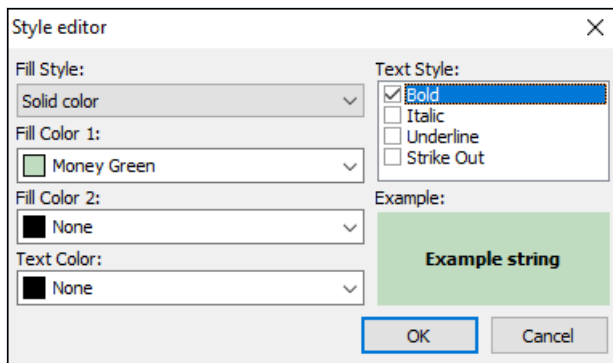 Style editor
Fill Style:
Solid color
Fill Color 1:
Money Green
Fill Color 2:
None
Text Color:
None
Text Style:
Bold
Italic
Underline
Strike Out
Example:
Example string
OK
Cancel